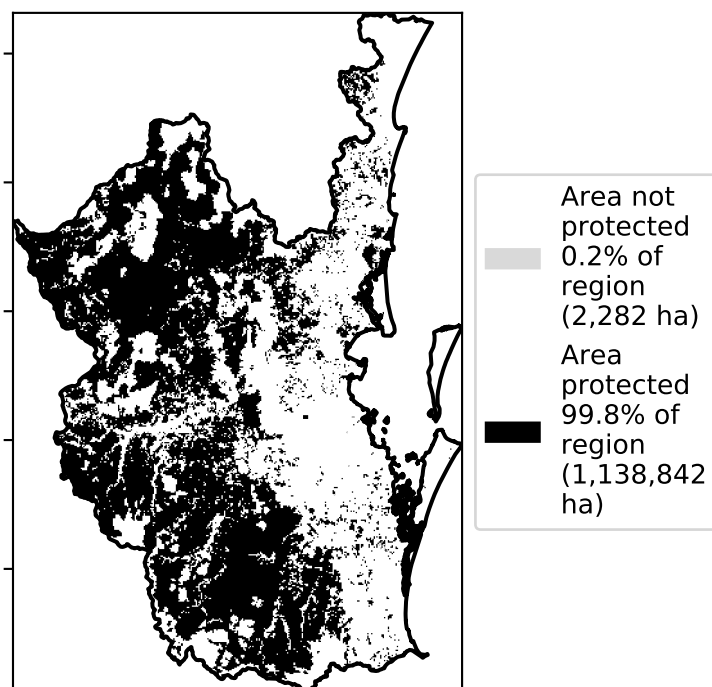 Area not
protected
0.2% of
region
(2,282 ha)
Area
protected
99.8% of
region
(1,138,842
ha)